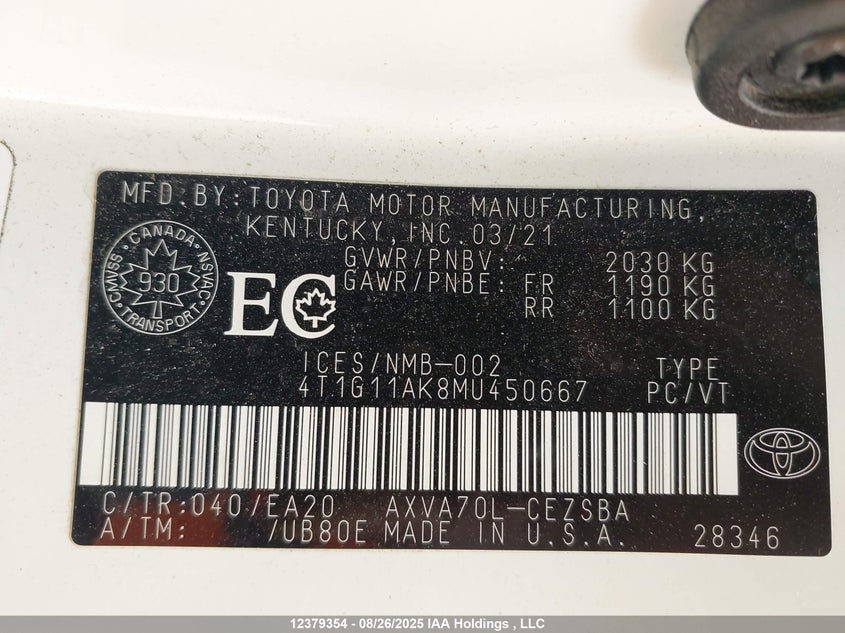 MFD.BY:TOYOTA MOTOR MANUFACTURING,
KENTUCKY,INC.03/21
GVWR/PNBV: 2030 KG
GAWR/PNBE: FR 1190 KG
RR 1100 KG
CANADA
CMVSS 930 NSVAC
TRANSPORT
EC
ICES/NMB-002 TYPE
4T1G11AK8MU450667 PC/VT
C/TR:040/EA20 AXVA70L-CEZSBA
A/TM: /UB80E MADE IN U.S.A. 28346
12379354 - 08/26/2025 IAA Holdings , LLC